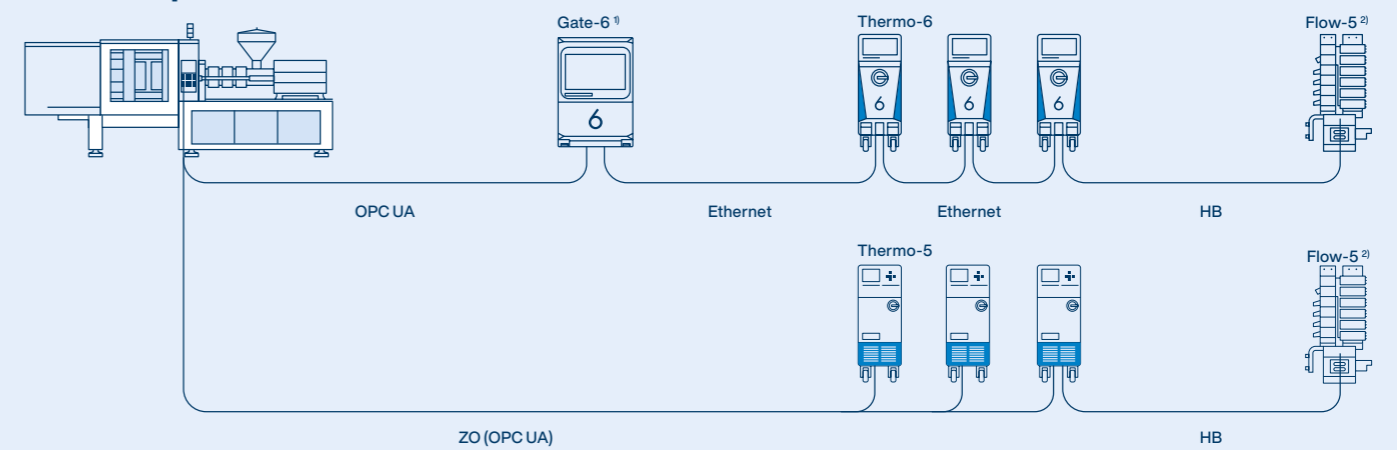 Gate-6 ¹⁾
Thermo-6
Flow-5 ²⁾
6
6
6
6
OPC UA
Ethernet
Ethernet
HB
Thermo-5
Flow-5 ²⁾
ZO (OPC UA)
HB